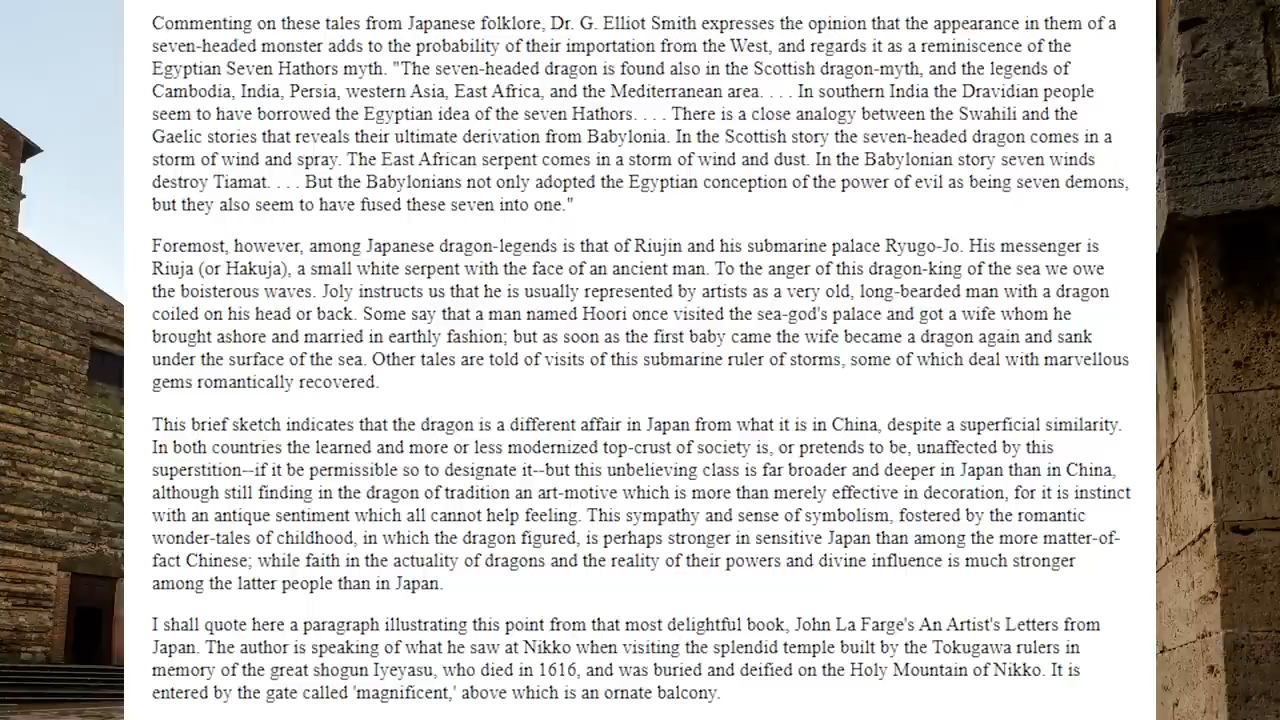 Commenting on these tales from Japanese folklore, Dr. G. Elliot Smith expresses the opinion that the appearance in them of a
seven-headed monster adds to the probability of their importation from the West, and regards it as a reminiscence of the
Egyptian Seven Hathors myth. "The seven-headed dragon is found also in the Scottish dragon-myth, and the legends of
Cambodia, India, Persia, western Asia, East Africa, and the Mediterranean area. . . . In southern India the Dravidian people
seem to have borrowed the Egyptian idea of the seven Hathors. . . . There is a close analogy between the Swahili and the
Gaelic stories that reveals their ultimate derivation from Babylonia. In the Scottish story the seven-headed dragon comes in a
storm of wind and spray. The East African serpent comes in a storm of wind and dust. In the Babylonian story seven winds
destroy Tiamat. . . . But the Babylonians not only adopted the Egyptian conception of the power of evil as being seven demons,
but they also seem to have fused these seven into one."
Foremost, however, among Japanese dragon-legends is that of Riujin and his submarine palace Ryugo-Jo. His messenger is
Riuja (or Hakuja), a small white serpent with the face of an ancient man. To the anger of this dragon-king of the sea we owe
the boisterous waves. Joly instructs us that he is usually represented by artists as a very old, long-bearded man with a dragon
coiled on his head or back. Some say that a man named Hoori once visited the sea-god's palace and got a wife whom he
brought ashore and married in earthly fashion; but as soon as the first baby came the wife became a dragon again and sank
under the surface of the sea. Other tales are told of visits of this submarine ruler of storms, some of which deal with marvellous
gems romantically recovered.
This brief sketch indicates that the dragon is a different affair in Japan from what it is in China, despite a superficial similarity.
In both countries the learned and more or less modernized top-crust of society is, or pretends to be, unaffected by this
superstition--if it be permissible so to designate it--but this unbelieving class is far broader and deeper in Japan than in China,
although still finding in the dragon of tradition an art-motive which is more than merely effective in decoration, for it is instinct
with an antique sentiment which all cannot help feeling. This sympathy and sense of symbolism, fostered by the romantic
wonder-tales of childhood, in which the dragon figured, is perhaps stronger in sensitive Japan than among the more matter-of-
fact Chinese; while faith in the actuality of dragons and the reality of their powers and divine influence is much stronger
among the latter people than in Japan.
I shall quote here a paragraph illustrating this point from that most delightful book, John La Farge's An Artist's Letters from
Japan. The author is speaking of what he saw at Nikko when visiting the splendid temple built by the Tokugawa rulers in
memory of the great shogun Iyeyasu, who died in 1616, and was buried and deified on the Holy Mountain of Nikko. It is
entered by the gate called 'magnificent,' above which is an ornate balcony.